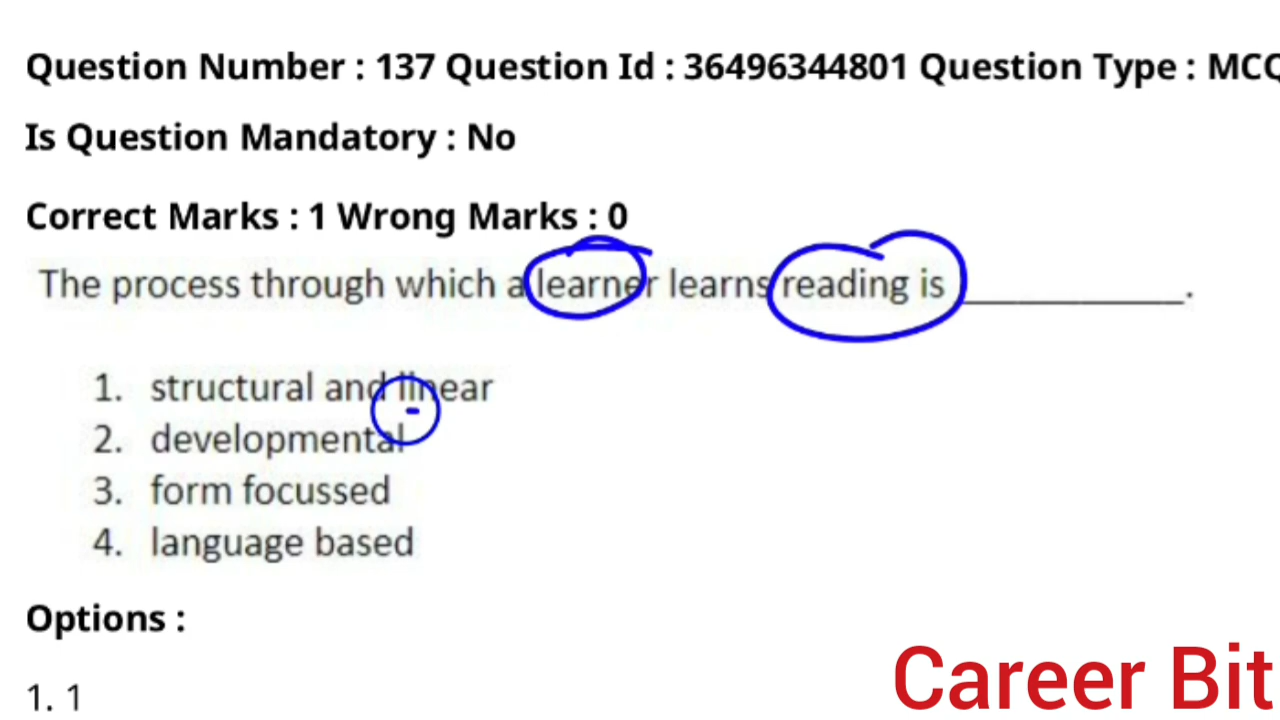 Question Number : 137 Question Id : 36496344801 Question Type : MCQ
Is Question Mandatory : No
Correct Marks : 1 Wrong Marks : 0
The process through which a learner learns reading is ____________.
1. structural and linear
2. developmental
3. form focussed
4. language based
Options :
1. 1
Career Bit